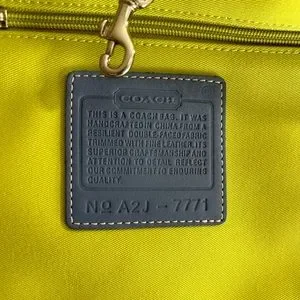 COACH
THIS IS A COACH BAG. IT WAS
HANDCRAFTED IN CHINA FROM A
RESILIENT DOUBLE-FACED FABRIC
TRIMMED WITH FINE LEATHER. ITS
SUPERIOR CRAFTSMANSHIP AND
ATTENTION TO DETAIL REFLECT
OUR COMMITMENT TO ENDURING
QUALITY.
No A2J - 7771